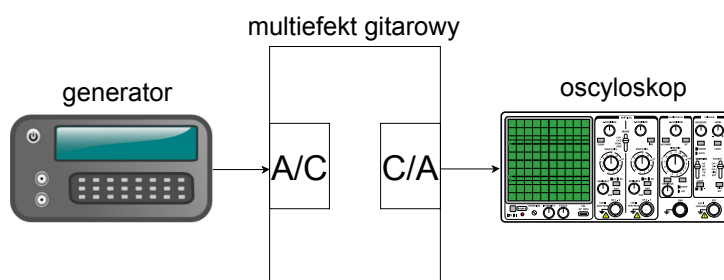 multiefekt gitarowy
generator
oscyloskop
A/C
C/A